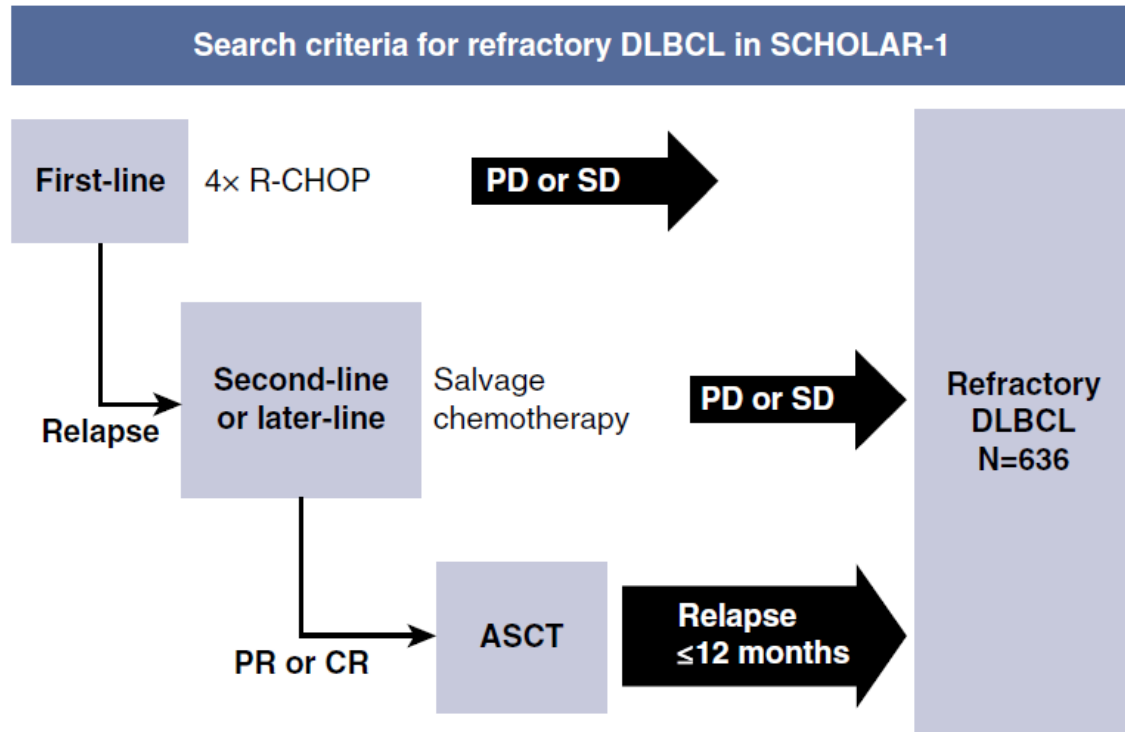 Search criteria for refractory DLBCL in SCHOLAR-1
First-line
4× R-CHOP
PD or SD
Relapse
Second-line
or later-line
Salvage
chemotherapy
PD or SD
PR or CR
ASCT
Relapse
≤12 months
Refractory
DLBCL
N=636